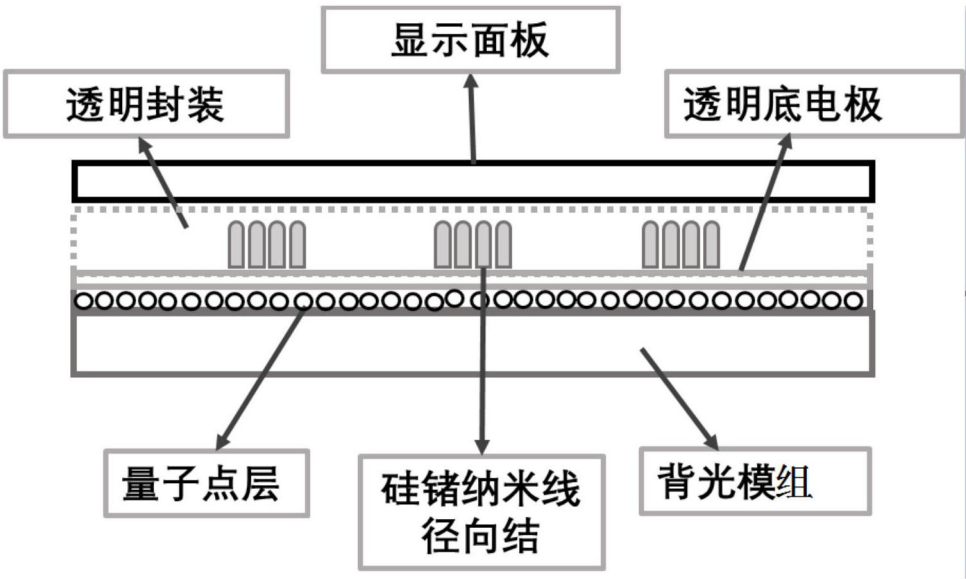 显示面板
透明封装
透明底电极
量子点层
硅锗纳米线
径向结
背光模组